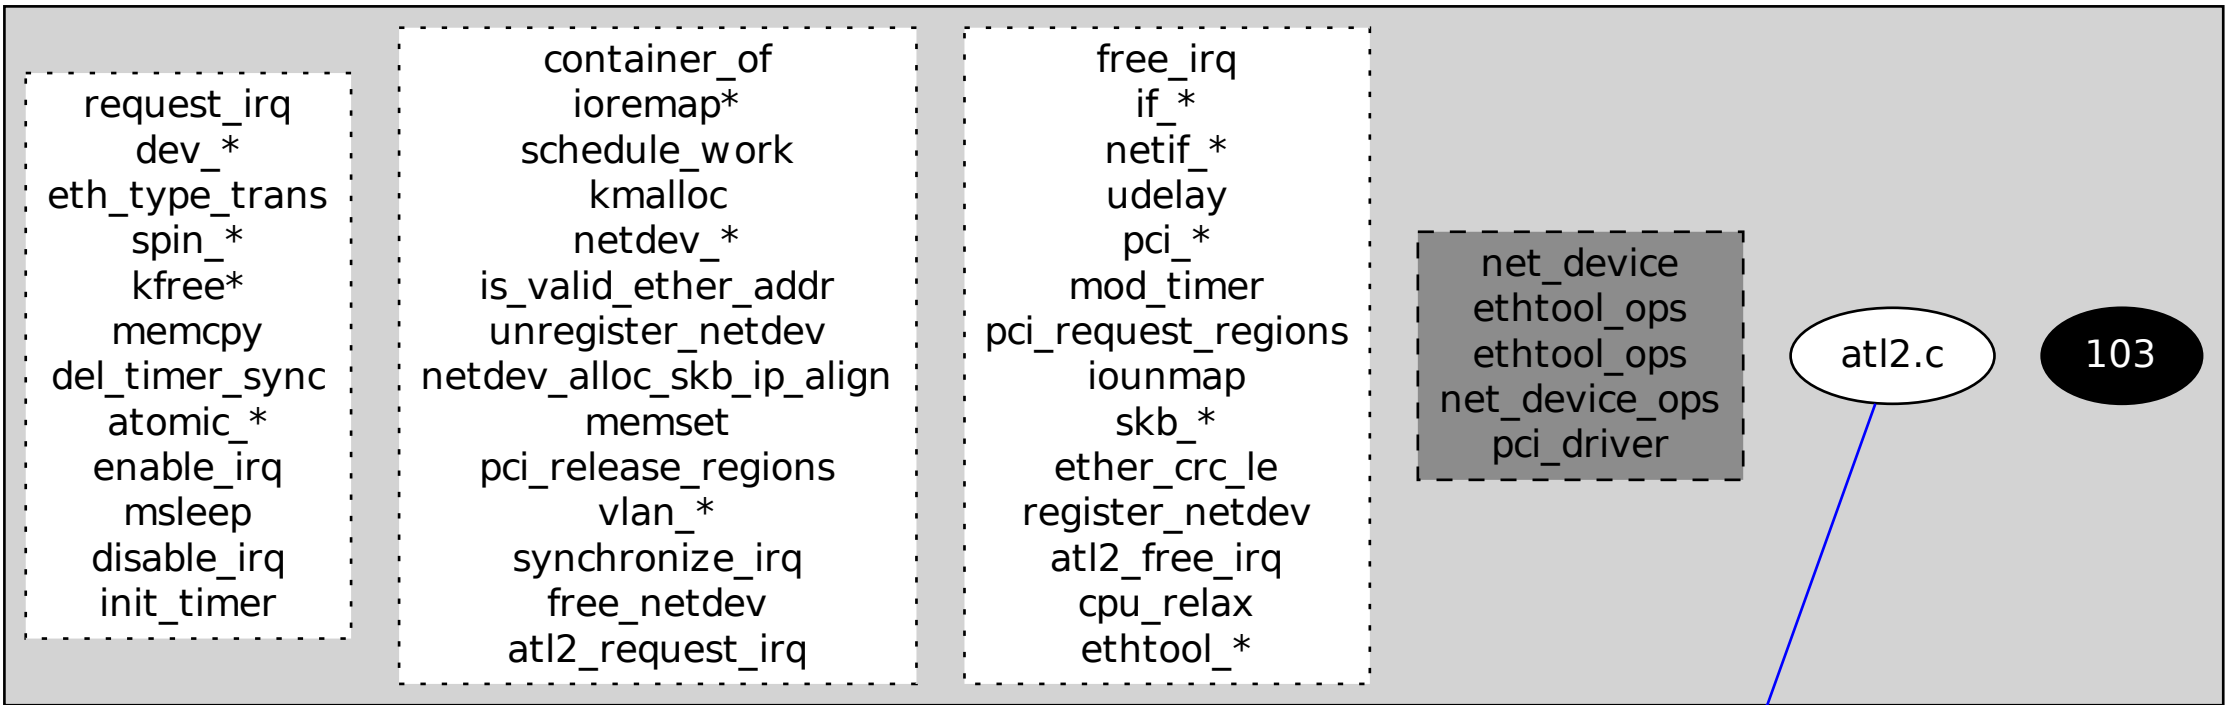 request_irq
dev_*
eth_type_trans
spin_*
kfree*
memcpy
del_timer_sync
atomic_*
enable_irq
msleep
disable_irq
init_timer
container_of
ioremap*
schedule_work
kmalloc
netdev_*
is_valid_ether_addr
unregister_netdev
netdev_alloc_skb_ip_align
memset
pci_release_regions
vlan_*
synchronize_irq
free_netdev
atl2_request_irq
free_irq
if_*
netif_*
udelay
pci_*
mod_timer
pci_request_regions
iounmap
skb_*
ether_crc_le
register_netdev
atl2_free_irq
cpu_relax
ethtool_*
net_device
ethtool_ops
ethtool_ops
net_device_ops
pci_driver
atl2.c
103